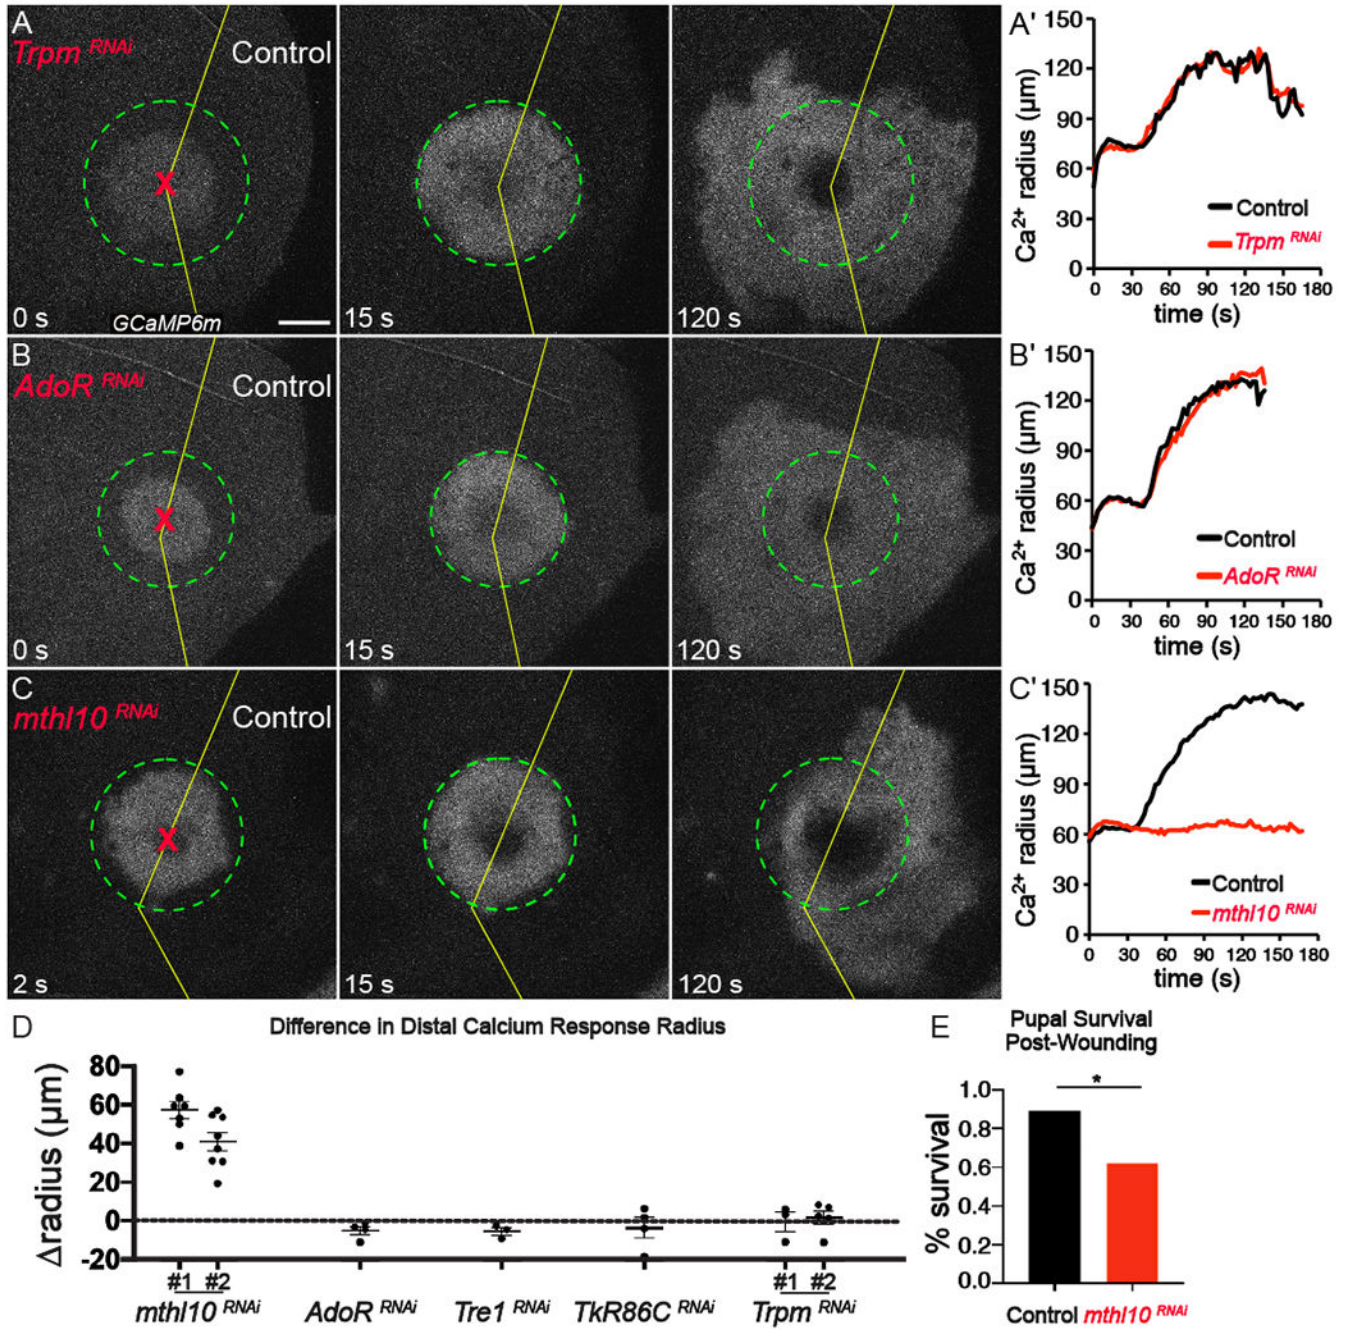 A
Trpm RNAi Control
0 s GCaMP6m
15 s
120 s
A'
Ca2+ radius (μm)
150
120
90
60
30
0
Control
Trpm RNAi
0 30 60 90 120 150 180
time (s)
B
AdoR RNAi Control
0 s
15 s
120 s
B'
Ca2+ radius (μm)
150
120
90
60
30
0
Control
AdoR RNAi
0 30 60 90 120 150 180
time (s)
C
mthl10 RNAi Control
2 s
15 s
120 s
C'
Ca2+ radius (μm)
150
120
90
60
30
0
Control
mthl10 RNAi
0 30 60 90 120 150 180
time (s)
D
Difference in Distal Calcium Response Radius
Δradius (μm)
80
60
40
20
0
-20
#1 #2 #1 #2
mthl10 RNAi AdoR RNAi Tre1 RNAi TkR86C RNAi Trpm RNAi
E
Pupal Survival
Post-Wounding
*
% survival
1.0
0.8
0.6
0.4
0.2
0.0
Control mthl10 RNAi